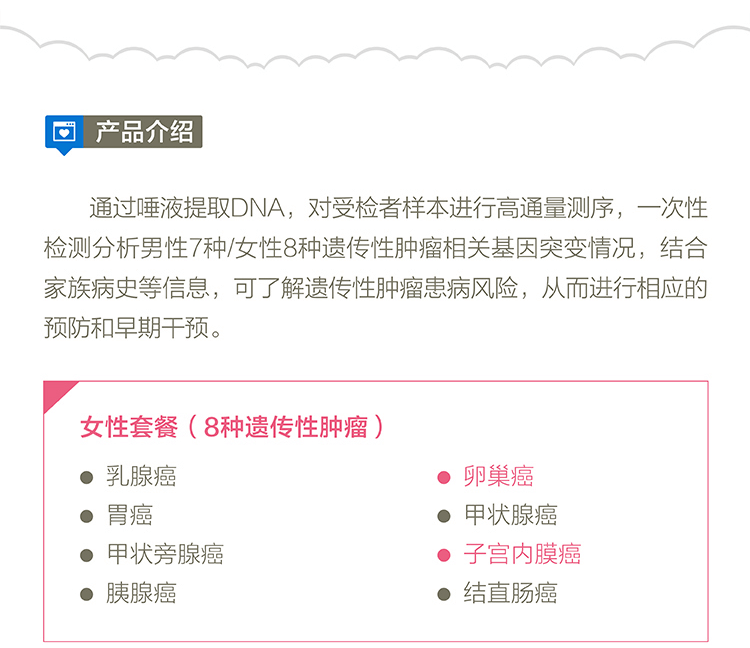 产品介绍
通过唾液提取DNA，对受检者样本进行高通量测序，一次性
检测分析男性7种/女性8种遗传性肿瘤相关基因突变情况，结合
家族病史等信息，可了解遗传性肿瘤患病风险，从而进行相应的
预防和早期干预。
女性套餐（8种遗传性肿瘤）
乳腺癌
卵巢癌
胃癌
甲状腺癌
甲状旁腺癌
子宫内膜癌
胰腺癌
结直肠癌